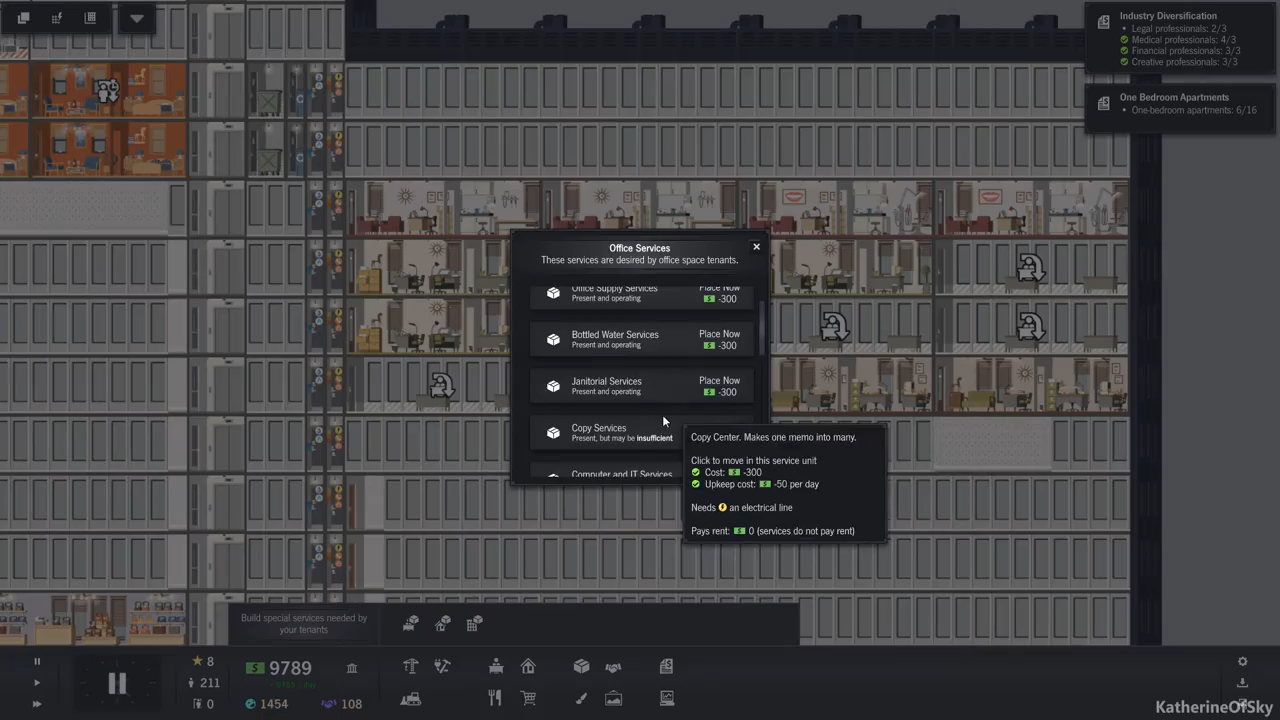 Industry Diversification
• Legal professionals: 2/3
Medical professionals: 4/3
Financial professionals: 3/3
Creative professionals: 3/3
One Bedroom Apartments
• One-bedroom apartments: 6/16
Office Services
These services are desired by office space tenants.
Office Supply Services
Present and operating
Place Now
-300
Bottled Water Services
Present and operating
Place Now
-300
Janitorial Services
Present and operating
Place Now
-300
Copy Services
Present, but may be insufficient
Computer and IT Services
Copy Center. Makes one memo into many.
Click to move in this service unit
Cost: $ -300
Upkeep cost: $ -50 per day
Needs an electrical line
Pays rent: $ 0 (services do not pay rent)
Build special services needed by
your tenants
8
211
0
$ 9789
1454
108
KatherineOfSky